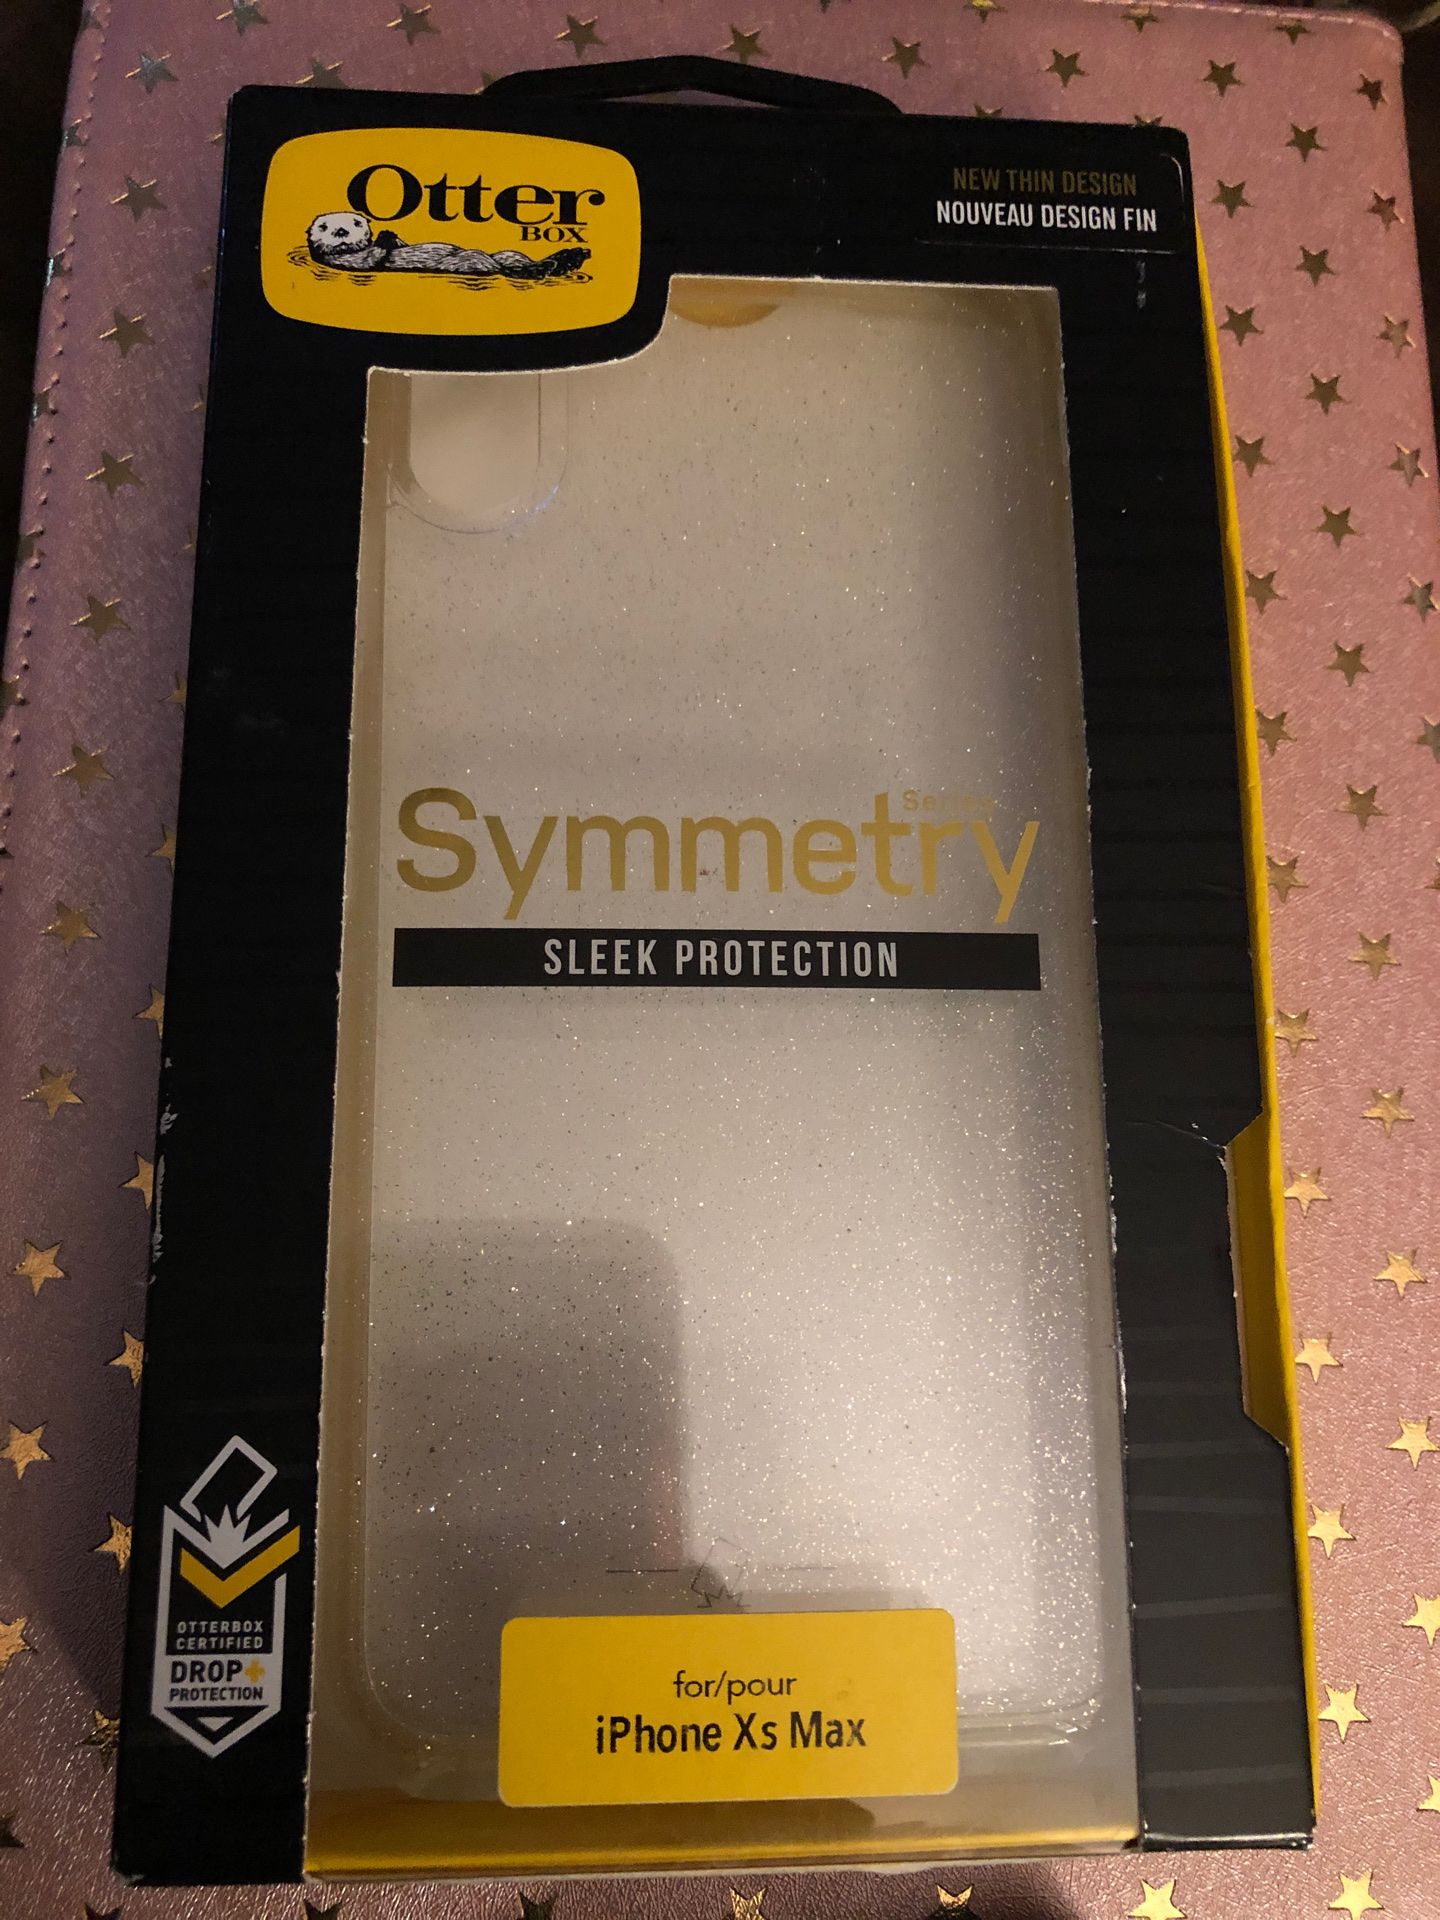 Otter
BOX
NEW THIN DESIGN
NOUVEAU DESIGN FIN
Series
Symmetry
SLEEK PROTECTION
OTTERBOX
CERTIFIED
DROP+
PROTECTION
for/pour
iPhone Xs Max